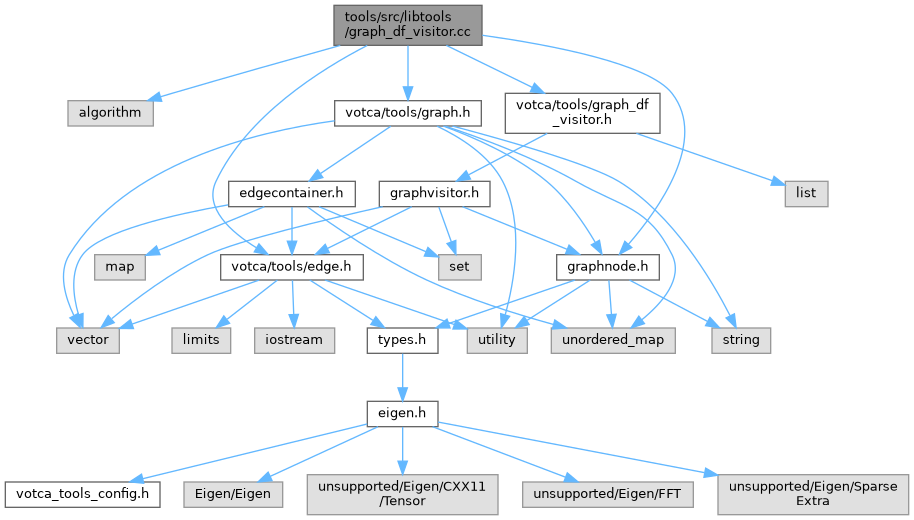 tools/src/libtools
/graph_df_visitor.cc
algorithm
votca/tools/graph.h
votca/tools/graph_df
_visitor.h
edgecontainer.h
graphvisitor.h
list
map
votca/tools/edge.h
set
graphnode.h
vector
limits
iostream
types.h
utility
unordered_map
string
eigen.h
votca_tools_config.h
Eigen/Eigen
unsupported/Eigen/CXX11
/Tensor
unsupported/Eigen/FFT
unsupported/Eigen/Sparse
Extra